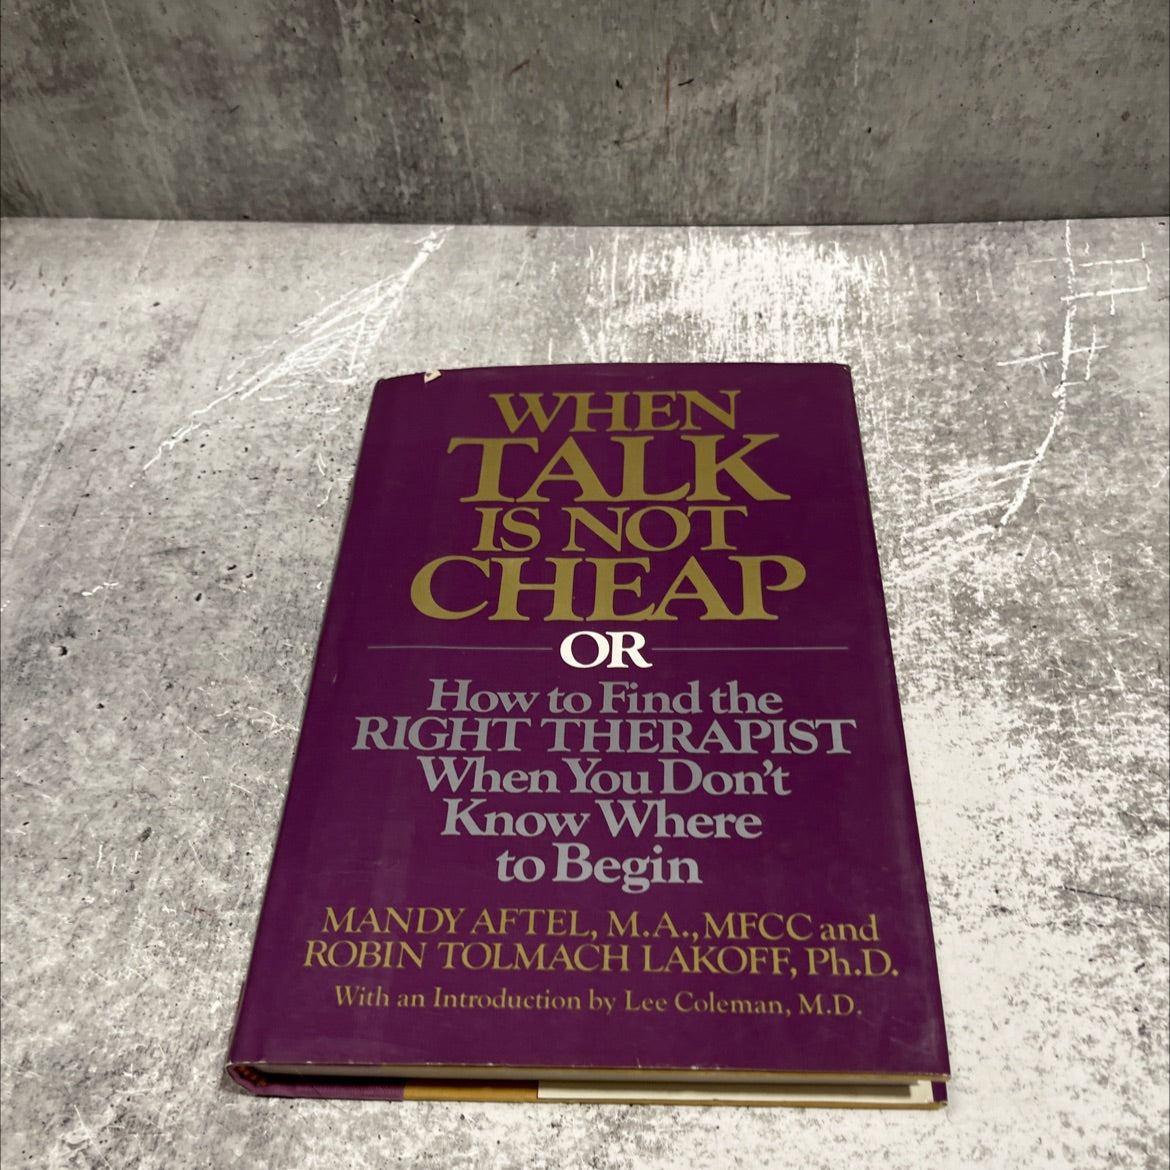 WHEN
TALK
IS NOT
CHEAP
OR
How to Find the
RIGHT THERAPIST
When You Don't
Know Where
to Begin
MANDY AFTEL, M.A., MFCC and
ROBIN TOLMACH LAKOFF, Ph.D.
With an Introduction by Lee Coleman, M.D.